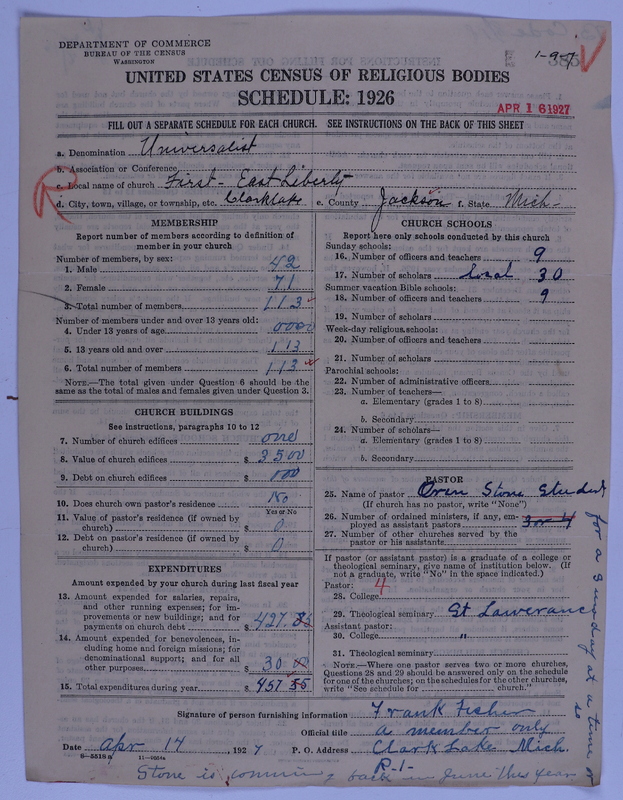 DEPARTMENT OF COMMERCE
BUREAU OF THE CENSUS
WASHINGTON
1-97
UNITED STATES CENSUS OF RELIGIOUS BODIES
SCHEDULE: 1926
APR 16 1927
FILL OUT A SEPARATE SCHEDULE FOR EACH CHURCH. SEE INSTRUCTIONS ON THE BACK OF THIS SHEET
a. Denomination Universalist
b. Association or Conference
c. Local name of church First - East Liberty
d. City, town, village, or township, etc. Clarklake e. County Jackson f. State Mich-
MEMBERSHIP
Report number of members according to definition of member in your church
Number of members, by sex:
1. Male 42
2. Female 71
3. Total number of members 113
Number of members under and over 13 years old:
4. Under 13 years of age 0000
5. 13 years old and over 113
6. Total number of members 113
NOTE.—The total given under Question 6 should be the same as the total of males and females given under Question 3.
CHURCH BUILDINGS
See instructions, paragraphs 10 to 12
7. Number of church edifices one
8. Value of church edifices $ 3500
9. Debt on church edifices $ 000
10. Does church own pastor's residence No
Yes or No
11. Value of pastor's residence (if owned by church) $ 0
12. Debt on pastor's residence (if owned by church) $ 0
EXPENDITURES
Amount expended by your church during last fiscal year
13. Amount expended for salaries, repairs, and other running expenses; for improvements or new buildings; and for payments on church debt $ 427
14. Amount expended for benevolences, including home and foreign missions; for denominational support; and for all other purposes $ 30
15. Total expenditures during year $ 457
CHURCH SCHOOLS
Report here only schools conducted by this church
Sunday schools:
16. Number of officers and teachers 9
17. Number of scholars local 30
Summer vacation Bible schools:
18. Number of officers and teachers 9
19. Number of scholars
Week-day religious schools:
20. Number of officers and teachers
21. Number of scholars
Parochial schools:
22. Number of administrative officers
23. Number of teachers—
a. Elementary (grades 1 to 8)
b. Secondary
24. Number of scholars—
a. Elementary (grades 1 to 8)
b. Secondary
PASTOR
25. Name of pastor Oren Stone Student
(If church has no pastor, write "None")
26. Number of ordained ministers, if any, employed as assistant pastors 3 or 4
27. Number of other churches served by the pastor or his assistants
If pastor (or assistant pastor) is a graduate of a college or theological seminary, give name of institution below. (If not a graduate, write "No" in the space indicated.)
Pastor: 4
28. College
29. Theological seminary St Lawerance
Assistant pastor:
30. College "
31. Theological seminary
NOTE.—Where one pastor serves two or more churches, Questions 28 and 29 should be answered only on the schedule for one of the churches; on the schedules for the other churches, write "See schedule for church."
for a sunday at a time or so
Signature of person furnishing information Frank Fisher
Official title a member only
Date Apr 14, 1927 P. O. Address Clark Lake Mich.
R-1-
8-5518a 11-9054a
Stone is comming back in June this year